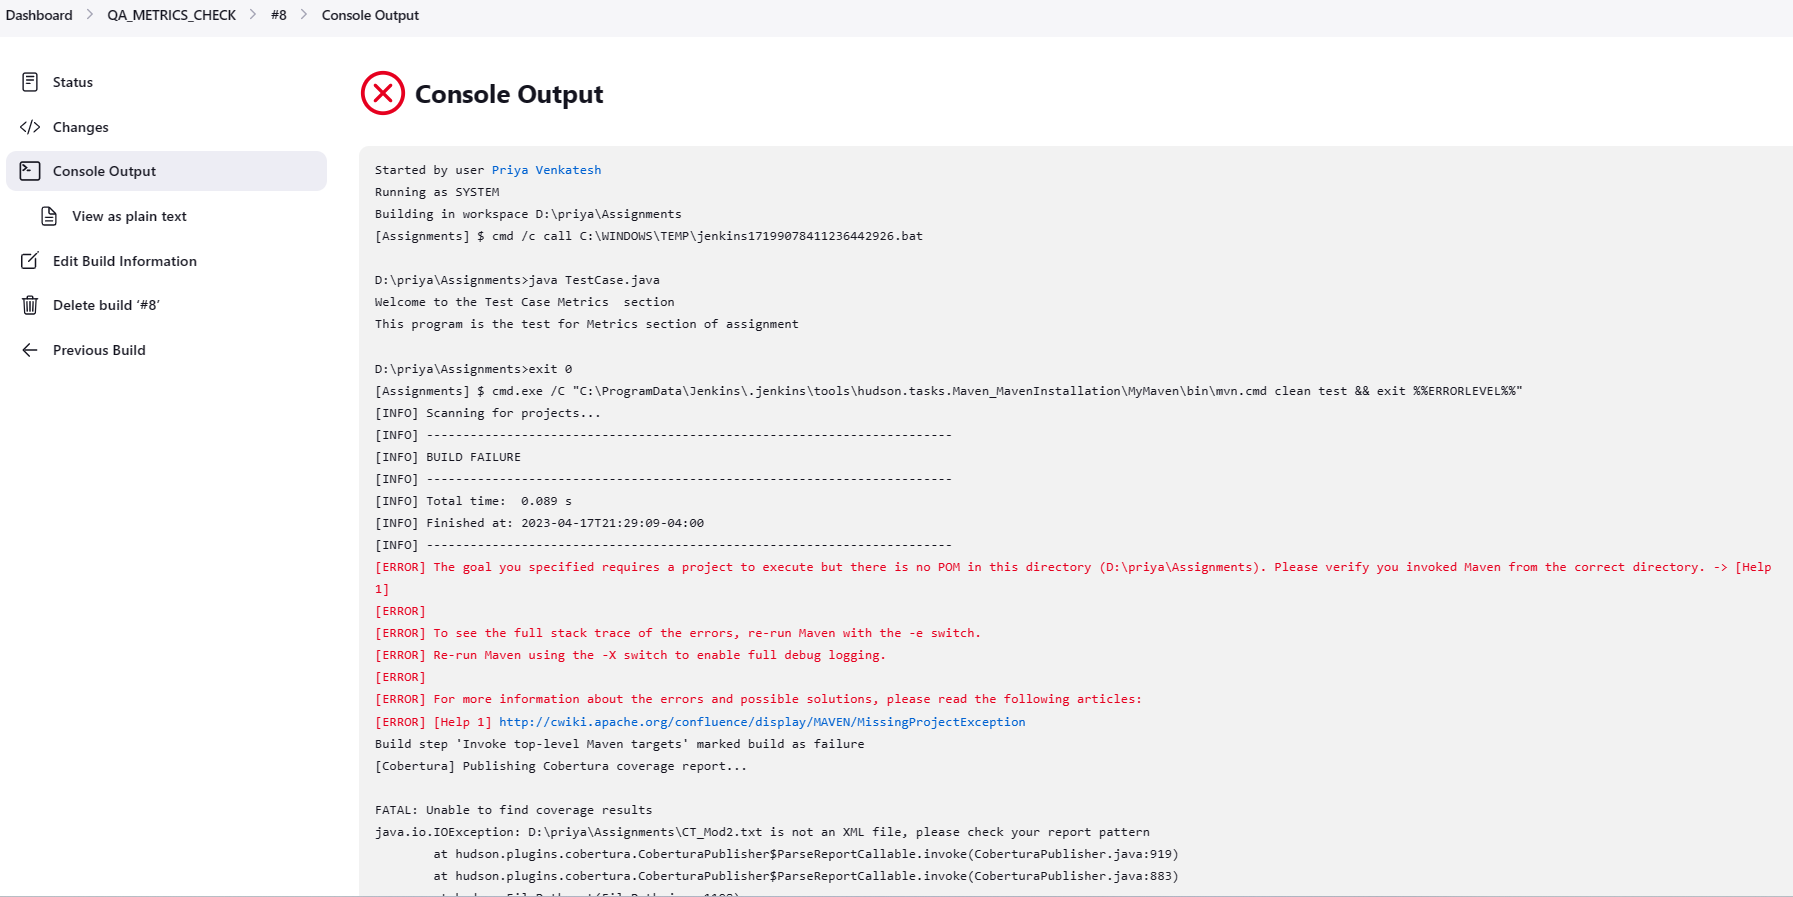 Dashboard > QA_METRICS_CHECK > #8 > Console Output
Status
Changes
Console Output
View as plain text
Edit Build Information
Delete build ‘#8’
Previous Build
Console Output
Started by user Priya Venkatesh
Running as SYSTEM
Building in workspace D:\priya\Assignments
[Assignments] $ cmd /c call C:\WINDOWS\TEMP\jenkins17199078411236442926.bat
D:\priya\Assignments>java TestCase.java
Welcome to the Test Case Metrics  section
This program is the test for Metrics section of assignment
D:\priya\Assignments>exit 0
[Assignments] $ cmd.exe /C "C:\ProgramData\Jenkins\.jenkins\tools\hudson.tasks.Maven_MavenInstallation\MyMaven\bin\mvn.cmd clean test && exit %%ERRORLEVEL%%"
[INFO] Scanning for projects...
[INFO] ------------------------------------------------------------------------
[INFO] BUILD FAILURE
[INFO] ------------------------------------------------------------------------
[INFO] Total time:  0.089 s
[INFO] Finished at: 2023-04-17T21:29:09-04:00
[INFO] ------------------------------------------------------------------------
[ERROR] The goal you specified requires a project to execute but there is no POM in this directory (D:\priya\Assignments). Please verify you invoked Maven from the correct directory. -> [Help
1]
[ERROR]
[ERROR] To see the full stack trace of the errors, re-run Maven with the -e switch.
[ERROR] Re-run Maven using the -X switch to enable full debug logging.
[ERROR]
[ERROR] For more information about the errors and possible solutions, please read the following articles:
[ERROR] [Help 1] http://cwiki.apache.org/confluence/display/MAVEN/MissingProjectException
Build step 'Invoke top-level Maven targets' marked build as failure
[Cobertura] Publishing Cobertura coverage report...
FATAL: Unable to find coverage results
java.io.IOException: D:\priya\Assignments\CT_Mod2.txt is not an XML file, please check your report pattern
at hudson.plugins.cobertura.CoberturaPublisher$ParseReportCallable.invoke(CoberturaPublisher.java:919)
at hudson.plugins.cobertura.CoberturaPublisher$ParseReportCallable.invoke(CoberturaPublisher.java:883)